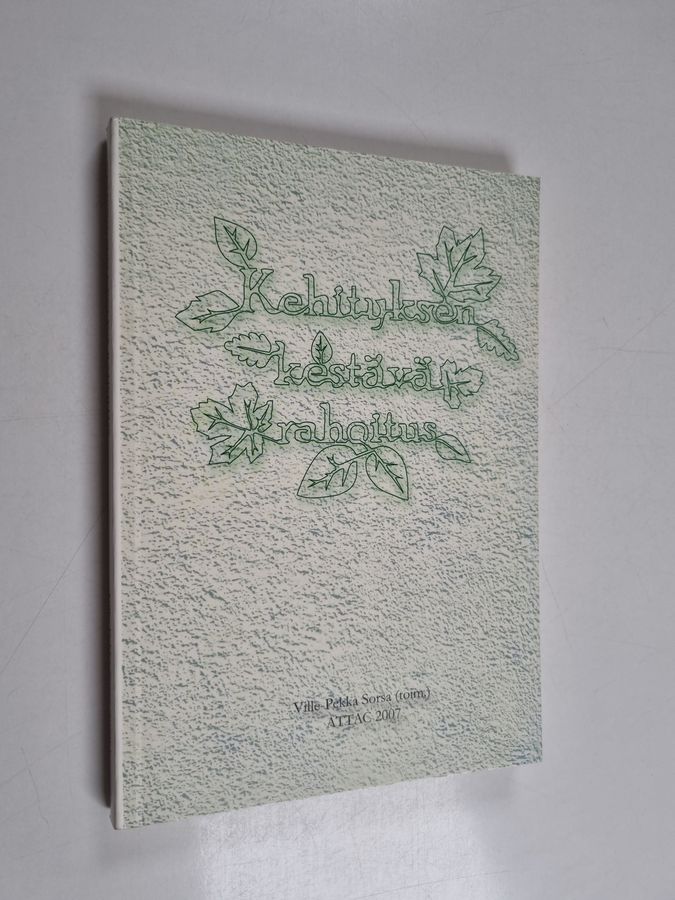 Kehityksen
kestävä
rahoitus
Ville-Pekka Sorsa (toim.)
ATTAC 2007